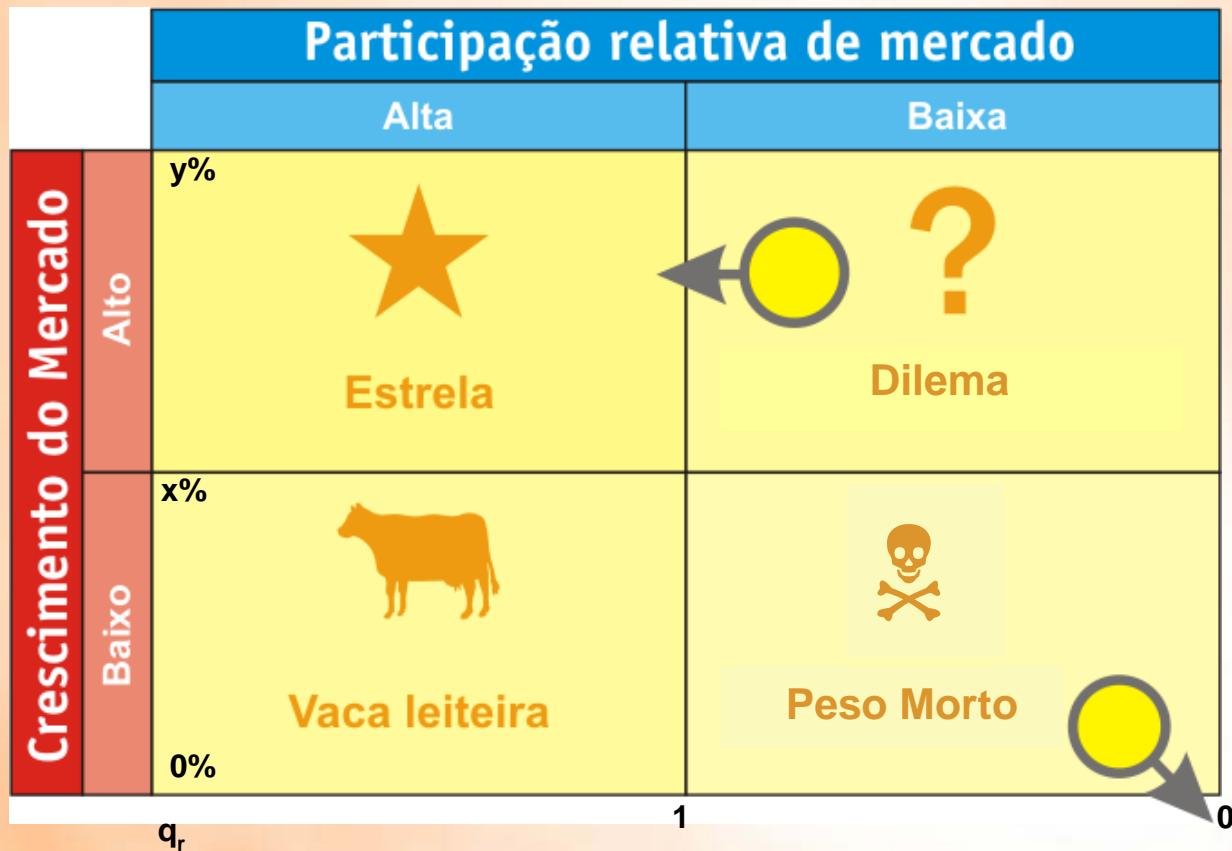 Participação relativa de mercado
Alta
Baixa
Crescimento do Mercado
Alto
y%
?
Estrela
Dilema
Baixo
x%
Vaca leiteira
Peso Morto
0%
qr
1
0